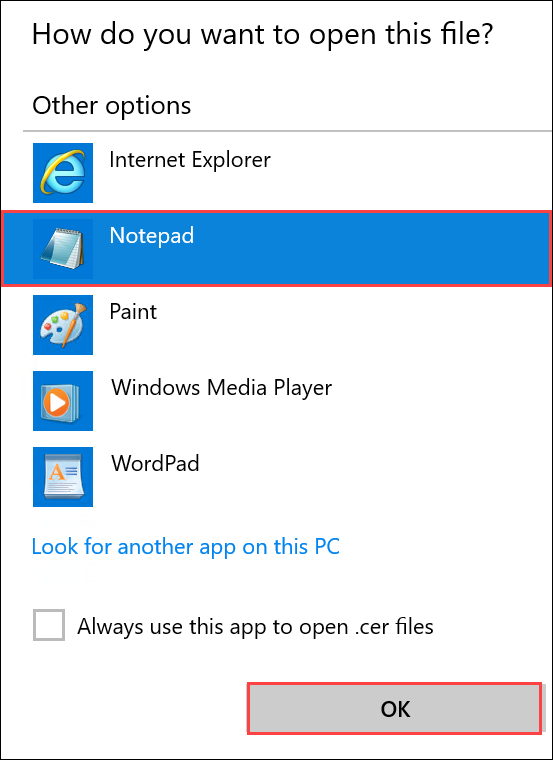 How do you want to open this file?
Other options
Internet Explorer
Notepad
Paint
Windows Media Player
WordPad
Look for another app on this PC
Always use this app to open .cer files
OK